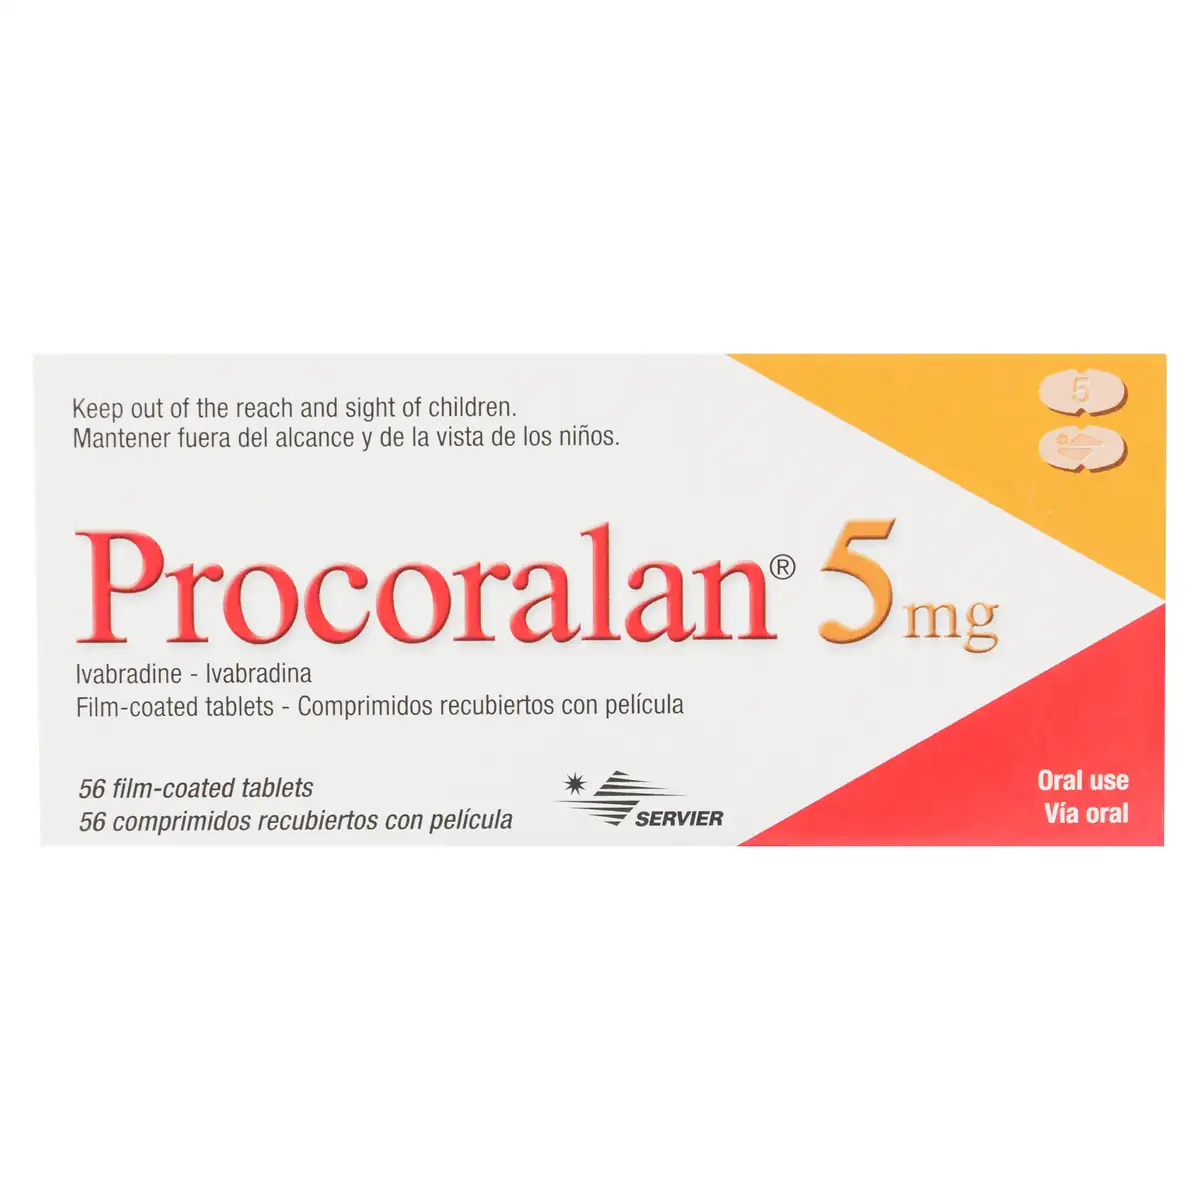 Keep out of the reach and sight of children.
Mantener fuera del alcance y de la vista de los niños.
Procoralan® 5 mg
Ivabradine - Ivabradina
Film-coated tablets - Comprimidos recubiertos con película
56 film-coated tablets
56 comprimidos recubiertos con película
SERVIER
5
Oral use
Vía oral